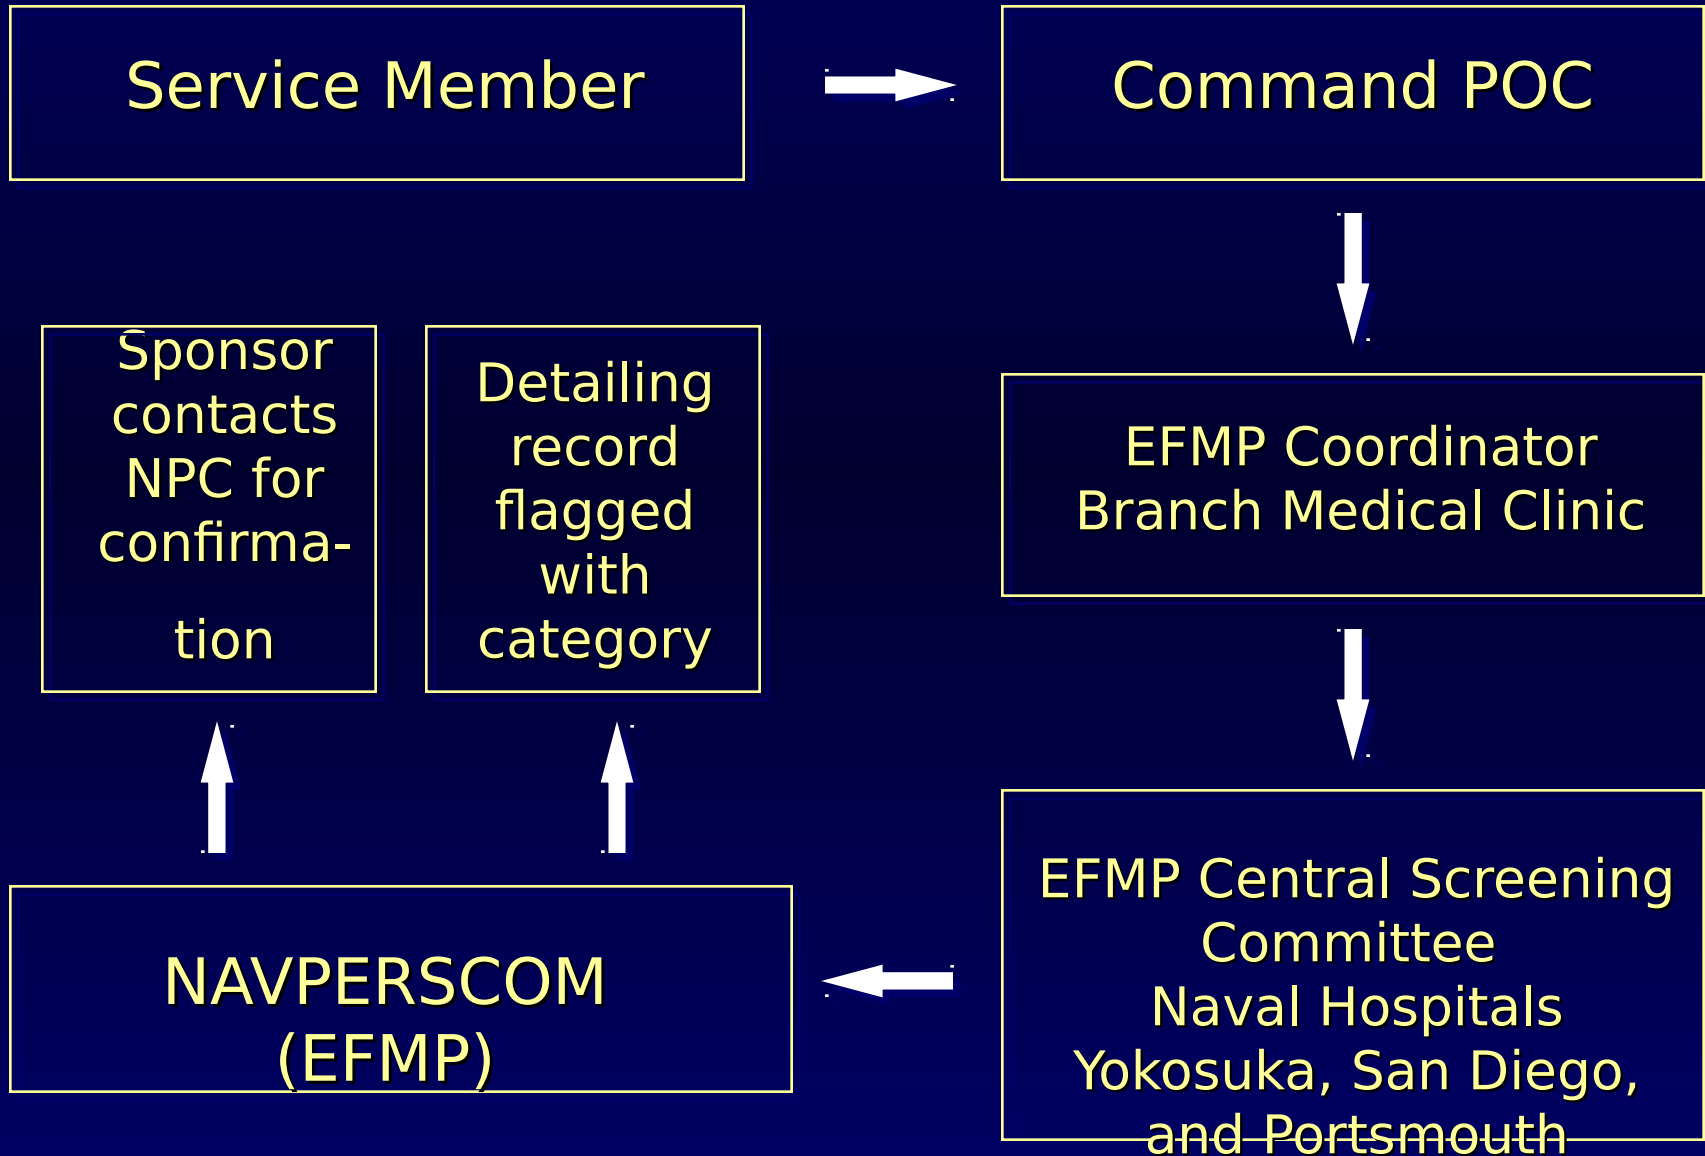 Service Member
Command POC
Sponsor
contacts
NPC for
confirma-
tion
Detailing
record
flagged
with
category
EFMP Coordinator
Branch Medical Clinic
NAVPERSCOM
(EFMP)
EFMP Central Screening
Committee
Naval Hospitals
Yokosuka, San Diego,
and Portsmouth